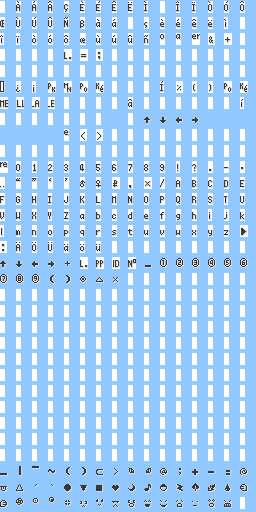 À Á Â Ç È É Ê Ë Ì Î Ï Ò Ó Ô
Œ Ù Ú Û Ñ ß à á ç è é ê ë ì
î ï ò ó ô œ ù ú û ñ º ª er & +
L. = ;
¿ ¡ PK MN PO Ké Í % ( ) PO Ké
ME LL LA LE â í
↑ ↓ ← →
e < >
re 0 1 2 3 4 5 6 7 8 9 ! ? . - ·
… “ ” ‘ ’ ♂ ♀ , × / A B C D E
F G H I J K L M N O P Q R S T U
V W X Y Z a b c d e f g h i j k
l m n o p q r s t u v w x y z ►
: Ä Ö Ü ä ö ü
↑ ↓ ← → + L. PP ID Nº _ ① ② ③ ④ ⑤ ⑥
⑦ ⑧ ⑨ ( ) ◎ △ ×
_ | ~ ( ) ⊂ > @ ; + - = @
△ ● ▼ ■ ♥ ☽ ♪